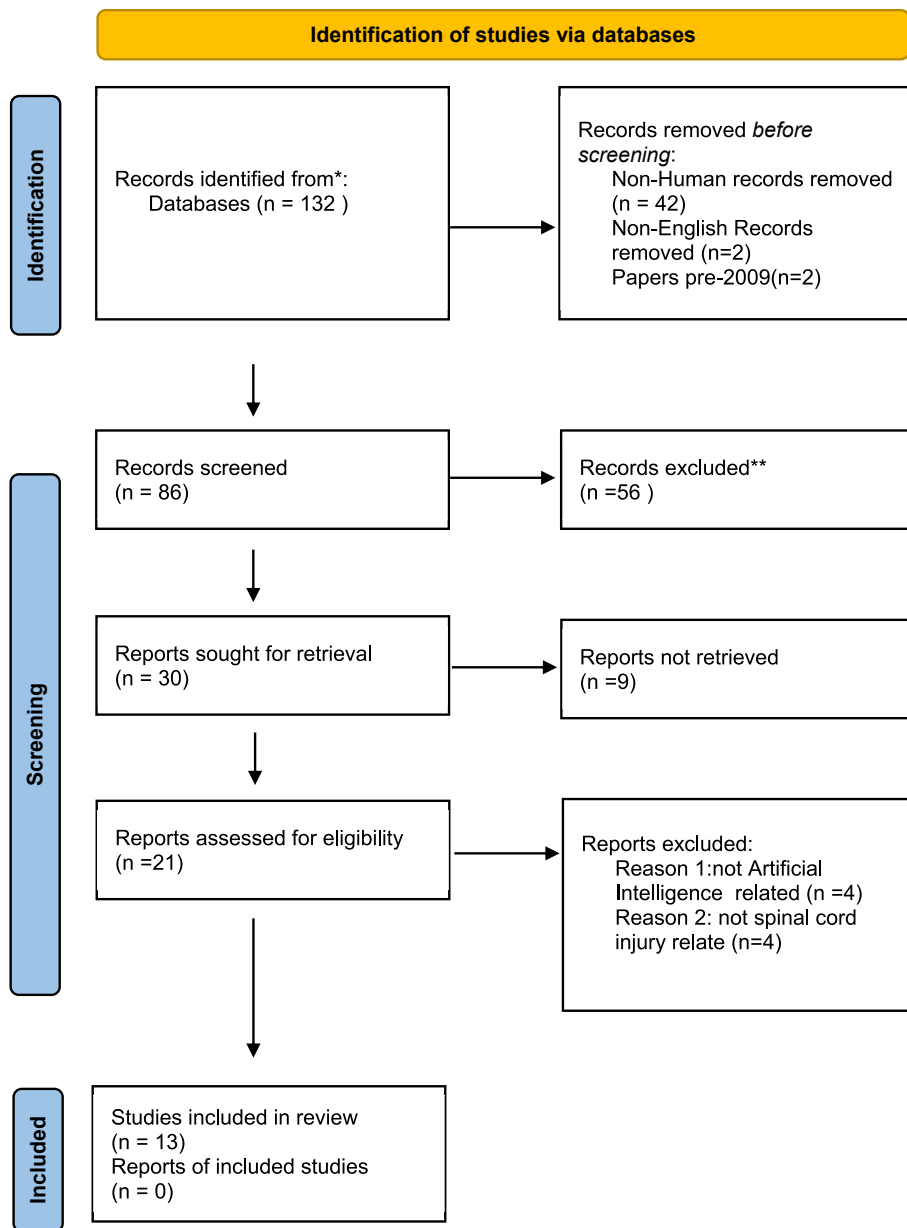 Identification of studies via databases
Identification
Records identified from*:
Databases (n = 132 )
Records removed before
screening:
Non-Human records removed
(n = 42)
Non-English Records
removed (n=2)
Papers pre-2009(n=2)
Screening
Records screened
(n = 86)
Records excluded**
(n =56 )
Reports sought for retrieval
(n = 30)
Reports not retrieved
(n =9)
Reports assessed for eligibility
(n =21)
Reports excluded:
Reason 1:not Artificial
Intelligence  related (n =4)
Reason 2: not spinal cord
injury relate (n=4)
Included
Studies included in review
(n = 13)
Reports of included studies
(n = 0)